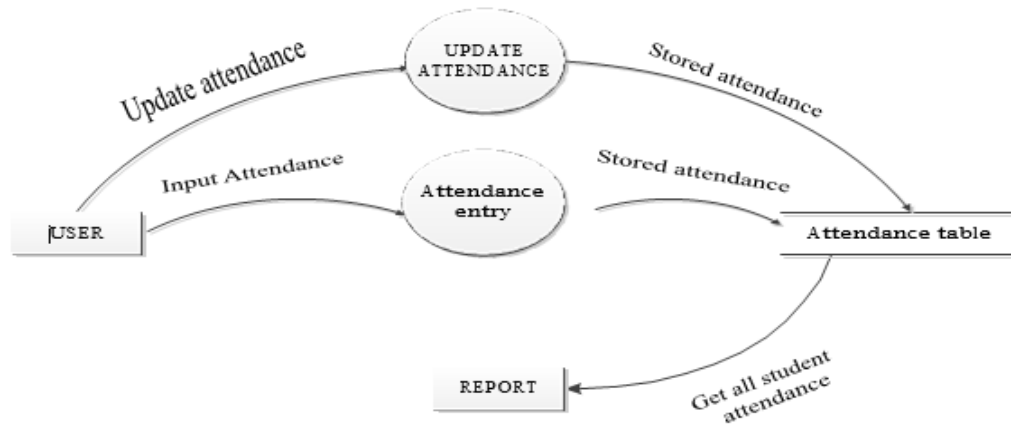 UPDATE
ATTENDANCE
Update attendance
Stored attendance
Input Attendance
Attendance
entry
Stored attendance
USER
Attendance table
REPORT
Get all student
attendance